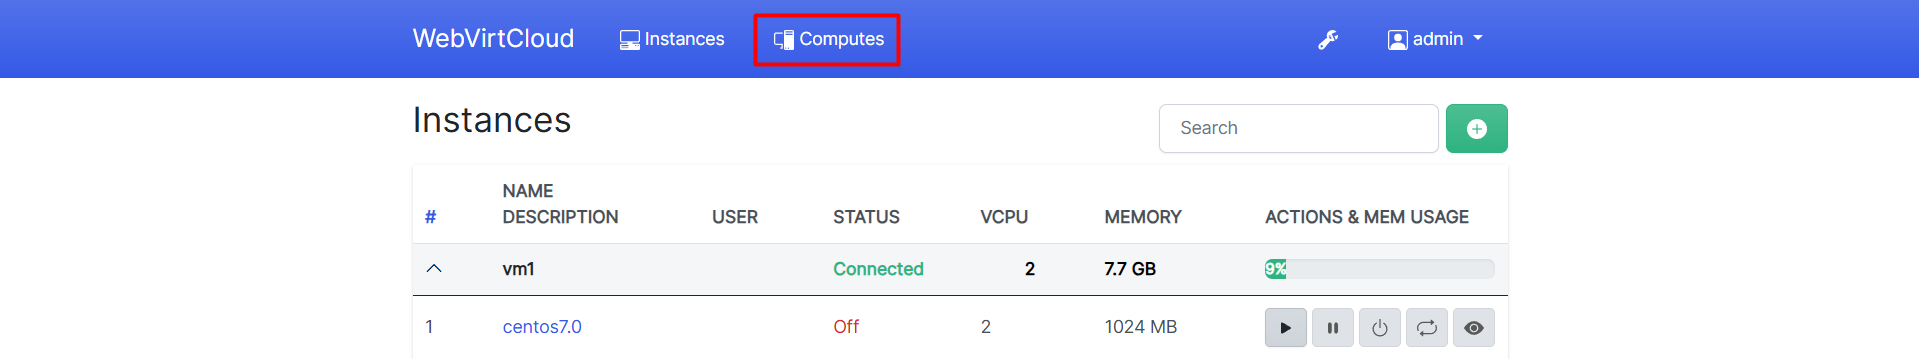 WebVirtCloud Instances Computes admin
Instances
Search
# NAME DESCRIPTION USER STATUS VCPU MEMORY ACTIONS & MEM USAGE
vm1 Connected 2 7.7 GB 9%
1 centos7.0 Off 2 1024 MB